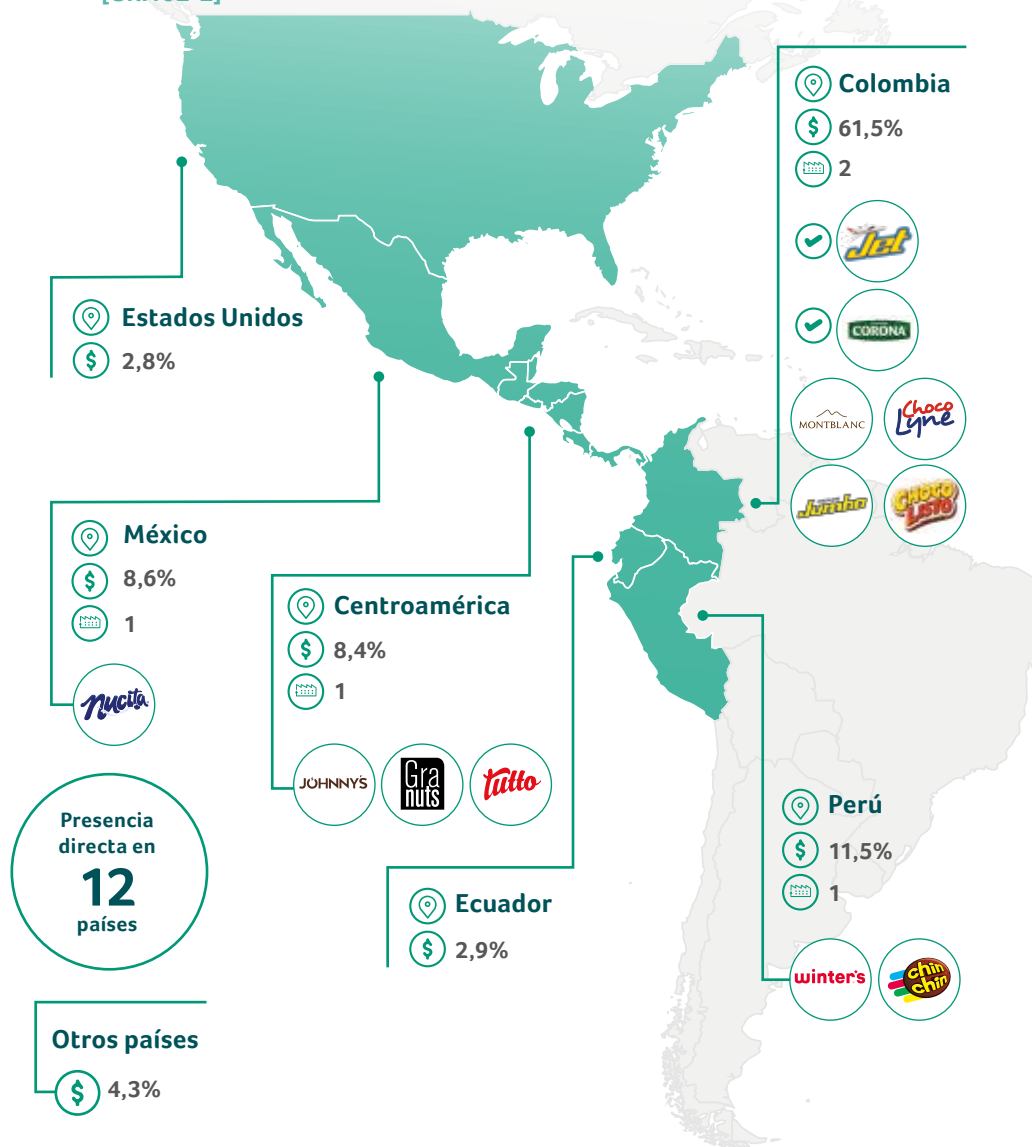 Colombia
61,5%
2
Jet
CORONA
MONTBLANC
Choco
Lyne
Jumbo
CHOCO
LISTO
Estados Unidos
2,8%
México
8,6%
1
nucita
Centroamérica
8,4%
1
JOHNNY'S
Gra
nuts
Tutto
Presencia
directa en
12
países
Ecuador
2,9%
Perú
11,5%
1
winter's
chin
chin
Otros países
4,3%